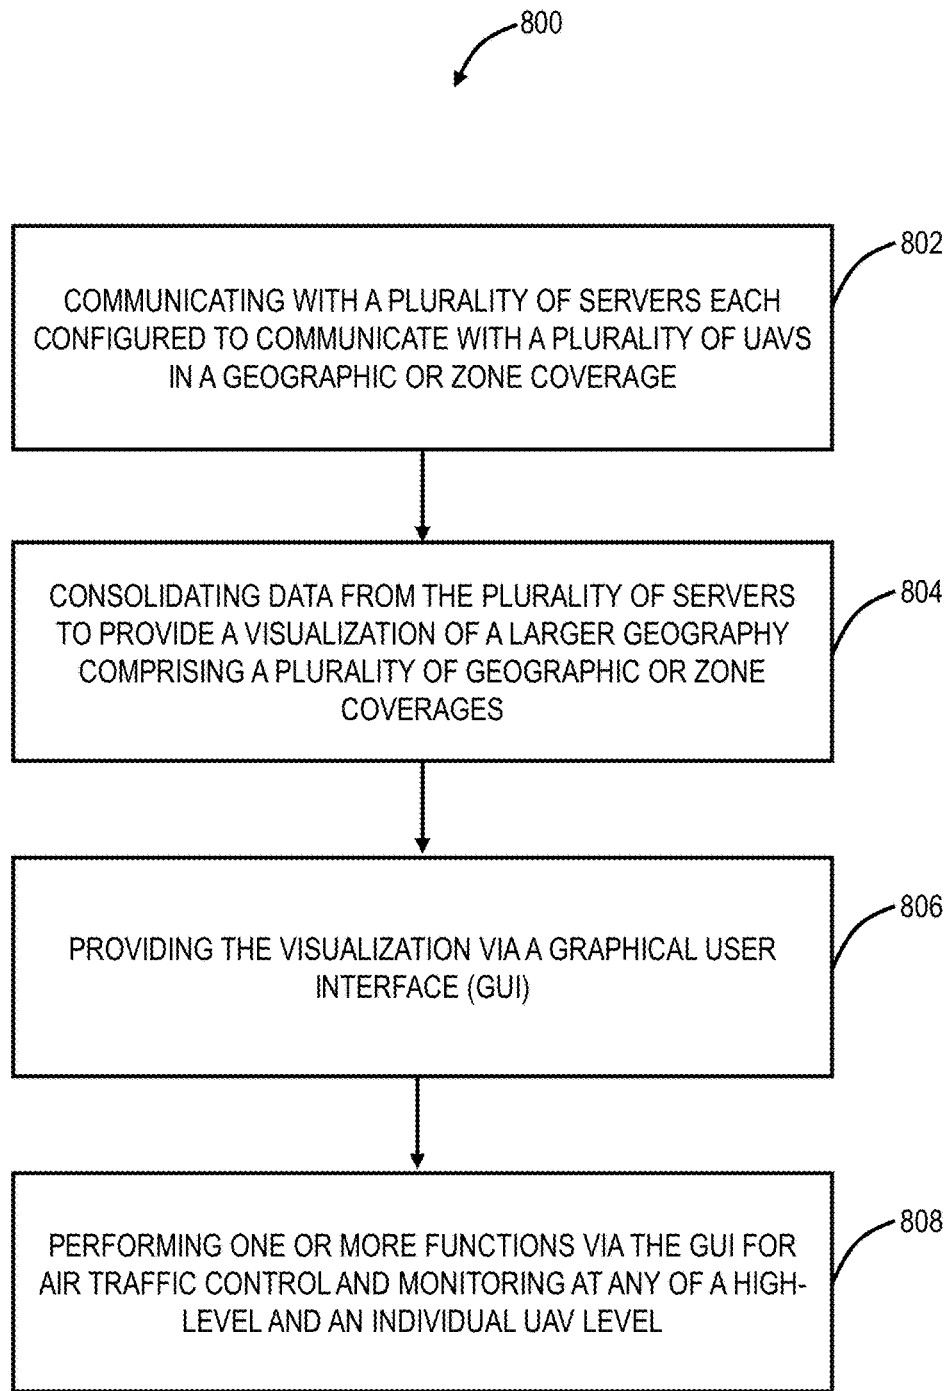 800
802
COMMUNICATING WITH A PLURALITY OF SERVERS EACH
CONFIGURED TO COMMUNICATE WITH A PLURALITY OF UAVS
IN A GEOGRAPHIC OR ZONE COVERAGE
804
CONSOLIDATING DATA FROM THE PLURALITY OF SERVERS
TO PROVIDE A VISUALIZATION OF A LARGER GEOGRAPHY
COMPRISING A PLURALITY OF GEOGRAPHIC OR ZONE
COVERAGES
806
PROVIDING THE VISUALIZATION VIA A GRAPHICAL USER
INTERFACE (GUI)
808
PERFORMING ONE OR MORE FUNCTIONS VIA THE GUI FOR
AIR TRAFFIC CONTROL AND MONITORING AT ANY OF A HIGH-
LEVEL AND AN INDIVIDUAL UAV LEVEL